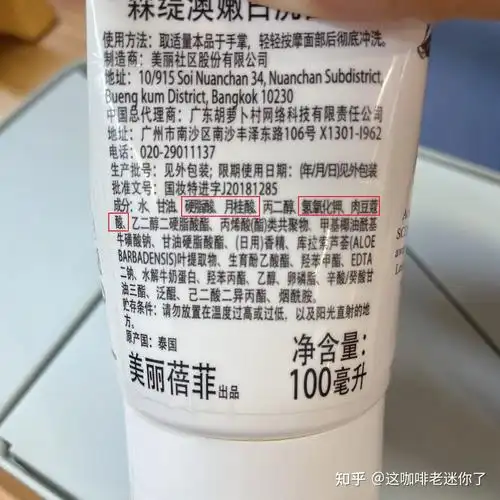 森缇澳嫩白洗
使用方法：取适量本品于手掌，轻轻按摩面部后彻底冲洗。
制造商：美丽社区股份有限公司
地址：10/915 Soi Nuanchan 34, Nuanchan Subdistrict,
Bueng kum District, Bangkok 10230
中国总代理商：广东胡萝卜村网络科技有限责任公司
地址：广州市南沙区南沙丰泽东路106号 X1301-I962
电话：020-29011137
生产批号：见外包装；限期使用日期：(年/月/日)见外包装
批准文号：国妆特进字J20181285
成分：水、甘油、硬脂酸、月桂酸、丙二醇、氢氧化钾、肉豆蔻
酸、乙二醇二硬脂酸酯、丙烯酸(酯)类共聚物、甲基椰油酰基
牛磺酸钠、甘油硬脂酸酯、(日用)香精、库拉索芦荟(ALOE
BARBADENSIS)叶提取物、生育酚乙酸酯、羟苯甲酯、EDTA
二钠、水解牛奶蛋白、羟苯丙酯、乙醇、卵磷脂、辛酸/癸酸甘
油三酯、泛醌、己二酸二异丙酯、烟酰胺。
贮存条件：请勿放置在温度过高或过低，以及阳光直射的地
方。
原产国：泰国
净含量：
美丽蓓菲出品
100毫升
知乎 @这咖啡老迷你了